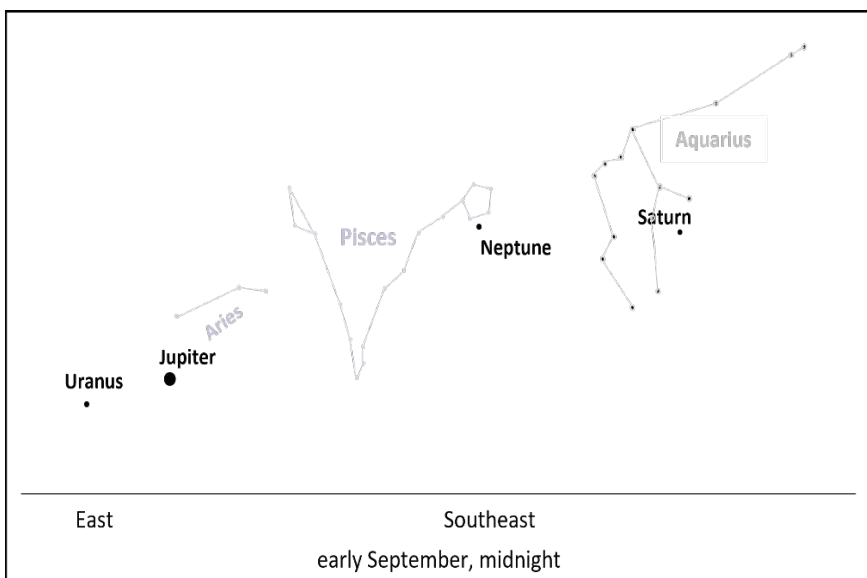 Aquarius
Saturn
Pisces
Neptune
Aries
Jupiter
Uranus
East
Southeast
early September, midnight